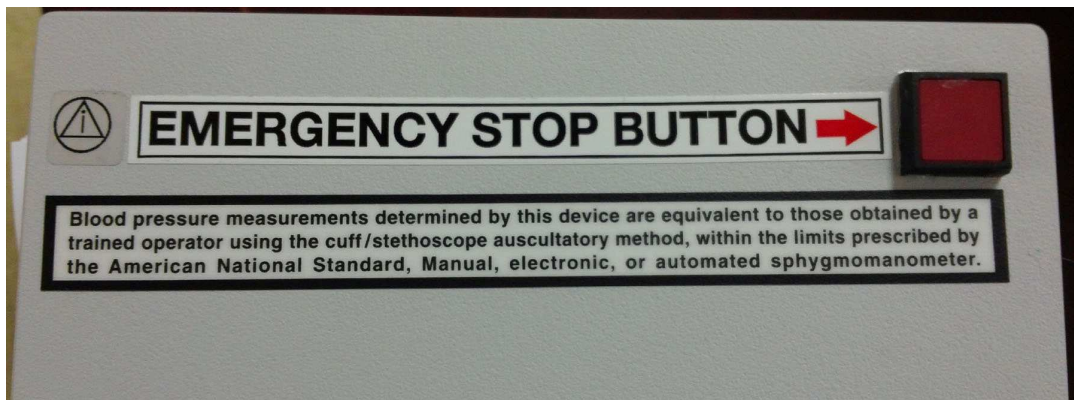 EMERGENCY STOP BUTTON
Blood pressure measurements determined by this device are equivalent to those obtained by a
trained operator using the cuff/stethoscope auscultatory method, within the limits prescribed by
the American National Standard, Manual, electronic, or automated sphygmomanometer.